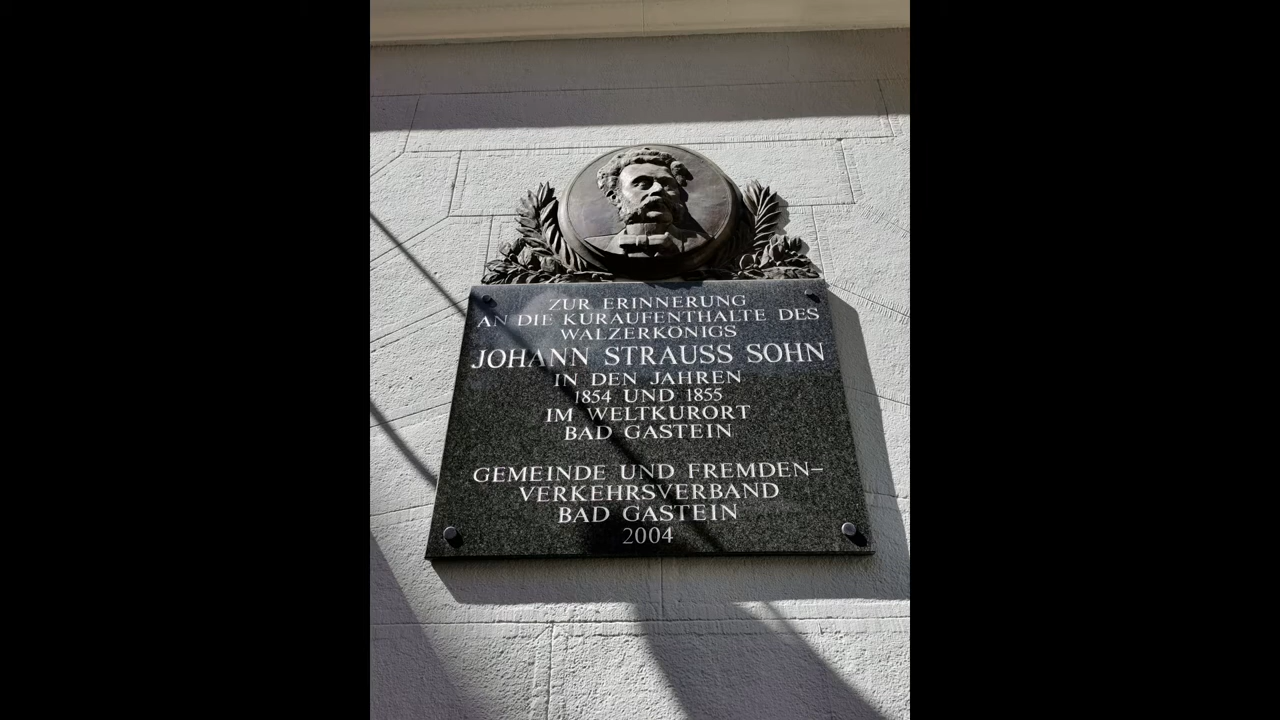 ZUR ERINNERUNG
AN DIE KURAUFENTHALTE DES
WALZERKÖNIGS
JOHANN STRAUSS SOHN
IN DEN JAHREN
1854 UND 1855
IM WELTKURORT
BAD GASTEIN
GEMEINDE UND FREMDEN-
VERKEHRSVERBAND
BAD GASTEIN
2004